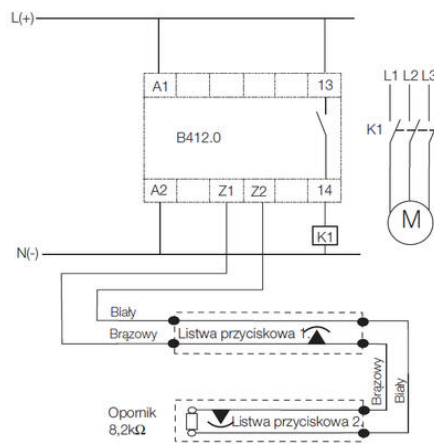 L(+)
A1 13
L1 L2 L3
B412.0
K1
A2 Z1 Z2 14
M
K1
N(-)
Biały
Brązowy
Listwa przyciskowa 1.
Brązowy
Biały
Opornik
8,2kΩ
Listwa przyciskowa 2.